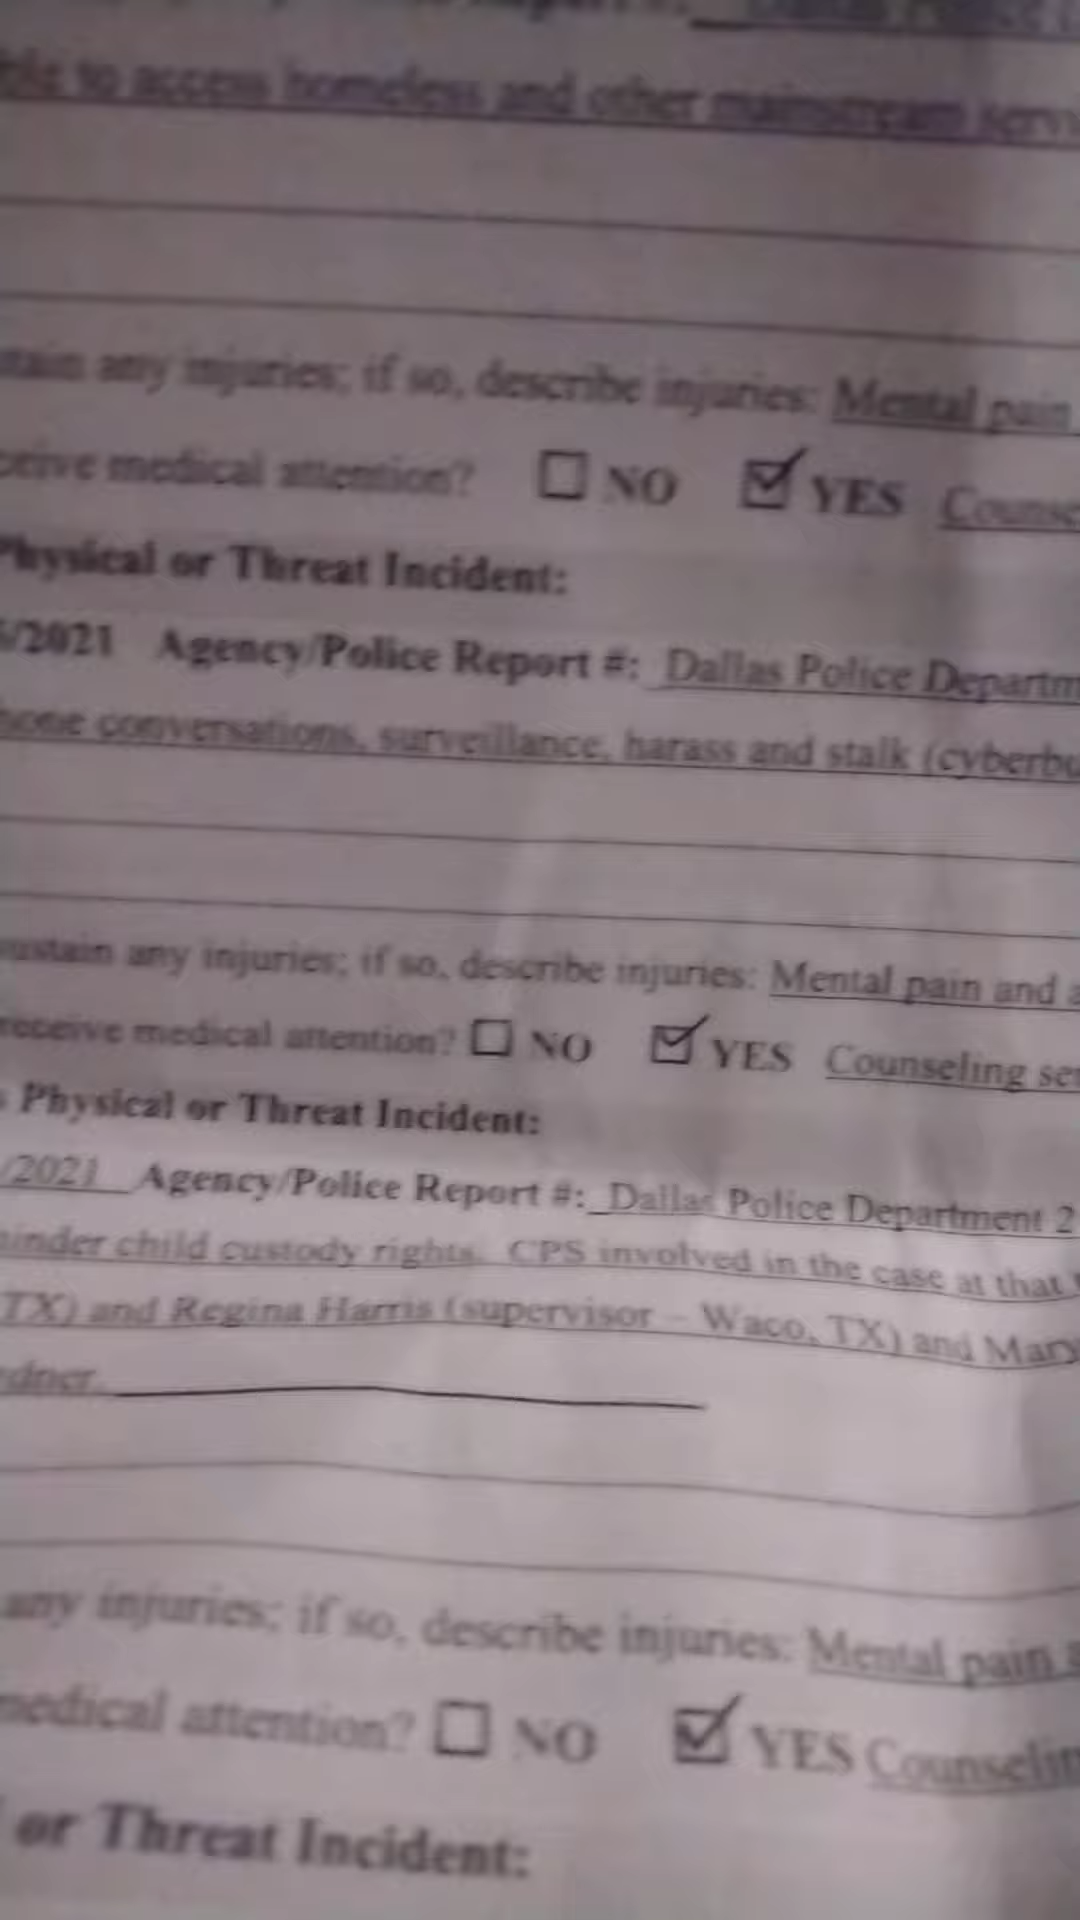 to access homeless and other mainstream servi
tain any injuries; if so, describe injuries: Mental pain
ceive medical attention? ☐ NO ☑ YES Counse
Physical or Threat Incident:
/2021 Agency/Police Report #: Dallas Police Departm
hone conversations, surveillance, harass and stalk (cyberbu
ustain any injuries; if so, describe injuries: Mental pain and a
receive medical attention? ☐ NO ☑ YES Counseling ser
Physical or Threat Incident:
/2021 Agency/Police Report #: Dallas Police Department 2
hinder child custody rights. CPS involved in the case at that
TX) and Regina Harris (supervisor – Waco, TX) and Mary
dner.
any injuries; if so, describe injuries: Mental pain a
medical attention? ☐ NO ☑ YES Counselin
or Threat Incident: